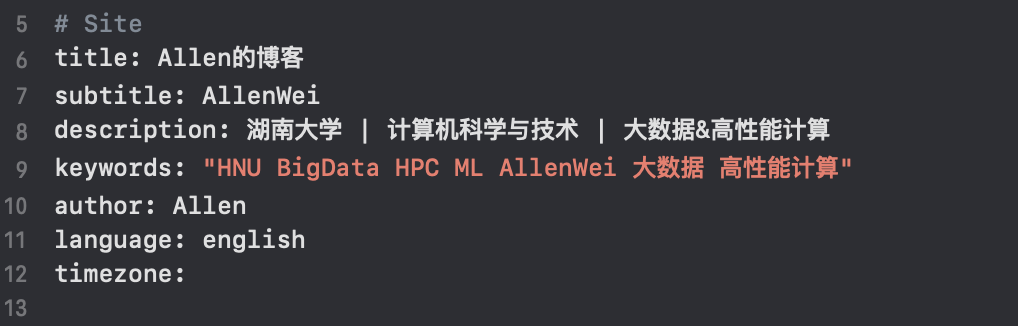 5 # Site
6 title: Allen的博客
7 subtitle: AllenWei
8 description: 湖南大学 | 计算机科学与技术 | 大数据&高性能计算
9 keywords: "HNU BigData HPC ML AllenWei 大数据 高性能计算"
10 author: Allen
11 language: english
12 timezone:
13